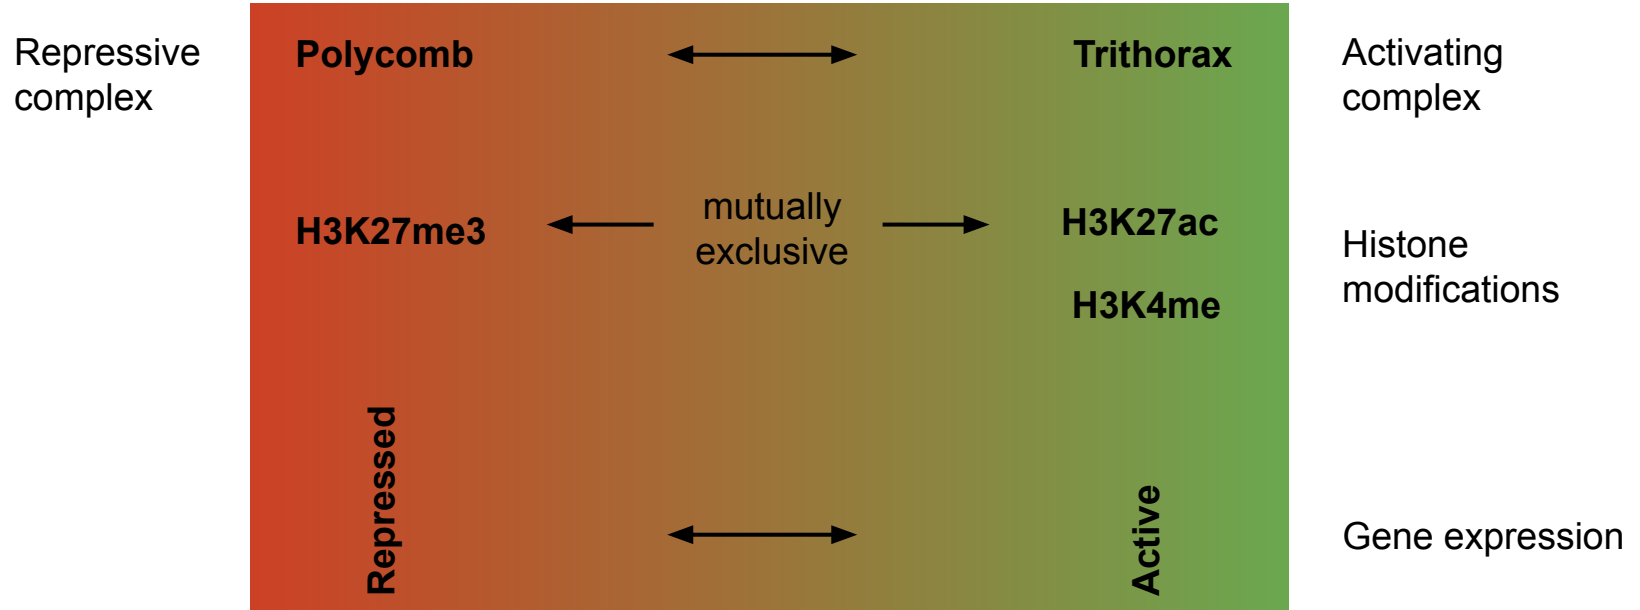 Repressive
complex
Polycomb
Trithorax
Activating
complex
H3K27me3
mutually
exclusive
H3K27ac
H3K4me
Histone
modifications
Repressed
Active
Gene expression